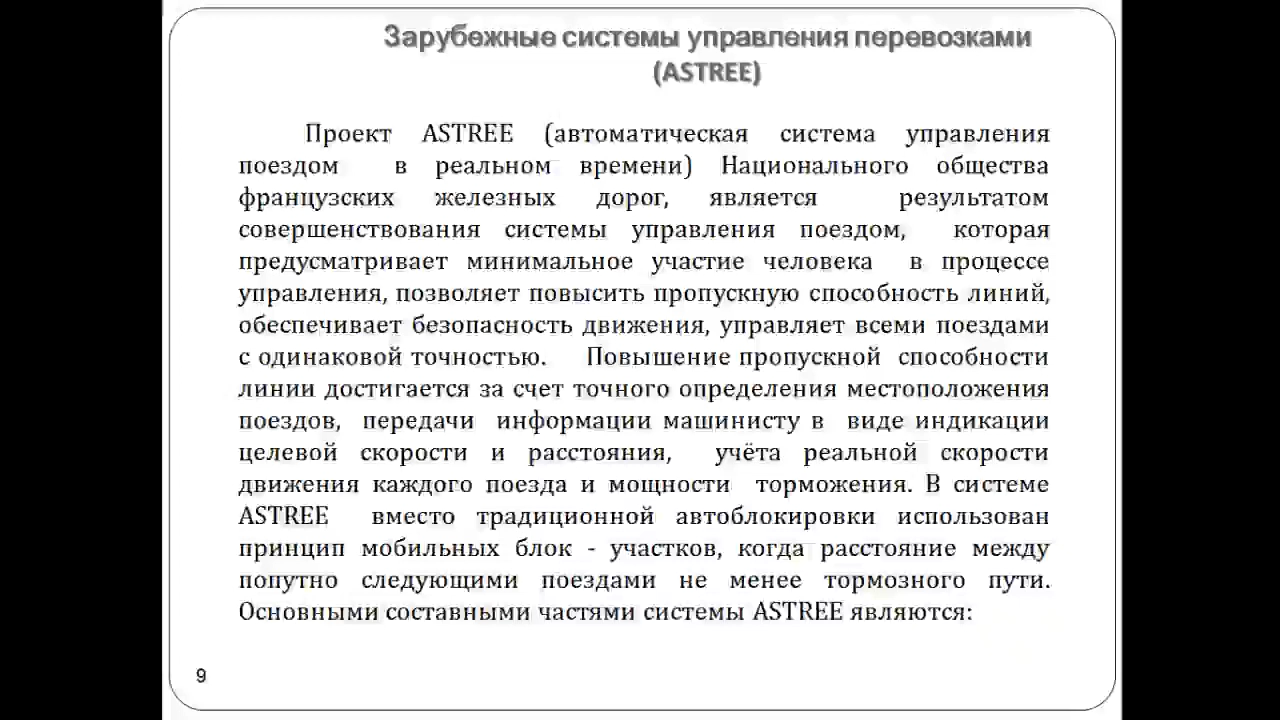 Зарубежные системы управления перевозками
(ASTREE)
Проект ASTREE (автоматическая система управления
поездом в реальном времени) Национального общества
французских железных дорог, является результатом
совершенствования системы управления поездом, которая
предусматривает минимальное участие человека в процессе
управления, позволяет повысить пропускную способность линий,
обеспечивает безопасность движения, управляет всеми поездами
с одинаковой точностью. Повышение пропускной способности
линии достигается за счет точного определения местоположения
поездов, передачи информации машинисту в виде индикации
целевой скорости и расстояния, учёта реальной скорости
движения каждого поезда и мощности торможения. В системе
ASTREE вместо традиционной автоблокировки использован
принцип мобильных блок - участков, когда расстояние между
попутно следующими поездами не менее тормозного пути.
Основными составными частями системы ASTREE являются:
9